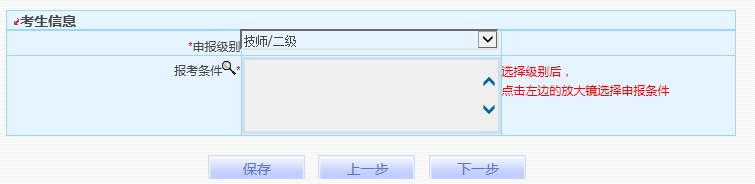 考生信息
*申报级别 技师/二级
报考条件* 选择级别后，
点击左边的放大镜选择申报条件
保存 上一步 下一步